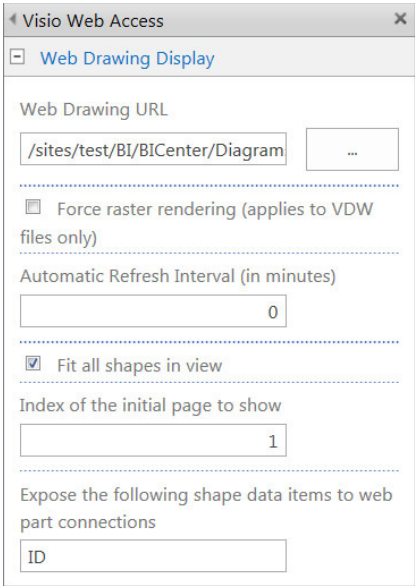 Visio Web Access
Web Drawing Display
Web Drawing URL
/sites/test/BI/BICenter/Diagram
...
Force raster rendering (applies to VDW
files only)
Automatic Refresh Interval (in minutes)
0
Fit all shapes in view
Index of the initial page to show
1
Expose the following shape data items to web
part connections
ID